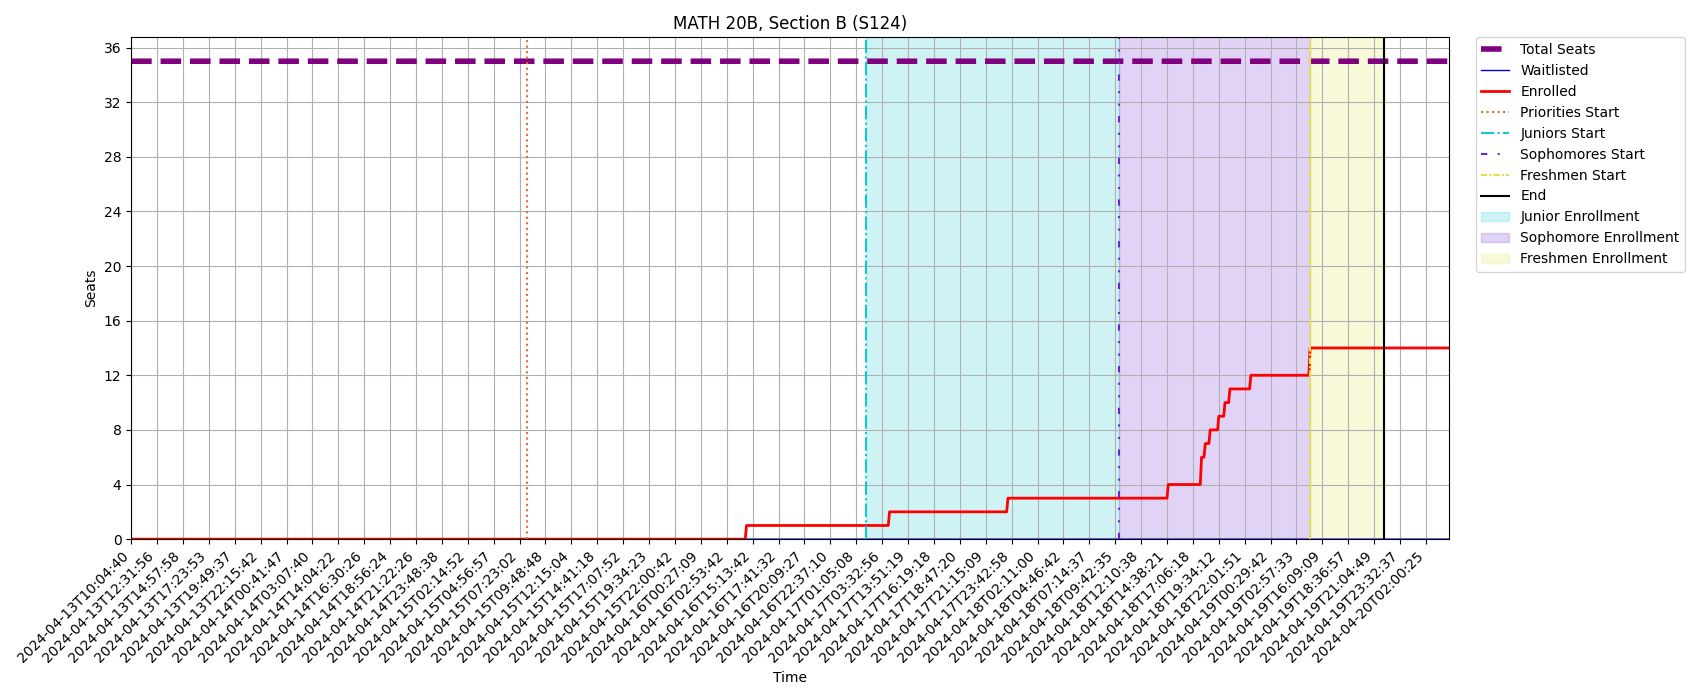 MATH 20B, Section B (S124)
36
32
28
24
20
16
12
8
4
0
Seats
2024-04-13T10:04:40
2024-04-13T12:31:56
2024-04-13T14:57:58
2024-04-13T17:23:53
2024-04-13T19:49:37
2024-04-13T22:15:42
2024-04-14T00:41:47
2024-04-14T03:07:40
2024-04-14T14:04:22
2024-04-14T16:30:26
2024-04-14T18:56:24
2024-04-14T21:22:26
2024-04-14T23:48:38
2024-04-15T02:14:52
2024-04-15T04:56:57
2024-04-15T07:23:02
2024-04-15T09:48:48
2024-04-15T12:15:04
2024-04-15T14:41:18
2024-04-15T17:07:52
2024-04-15T19:34:23
2024-04-15T22:00:42
2024-04-16T00:27:09
2024-04-16T02:53:42
2024-04-16T15:13:42
2024-04-16T17:41:32
2024-04-16T20:09:27
2024-04-16T22:37:10
2024-04-17T01:05:08
2024-04-17T03:32:56
2024-04-17T13:51:19
2024-04-17T16:19:18
2024-04-17T18:47:20
2024-04-17T21:15:09
2024-04-17T23:42:58
2024-04-18T02:11:00
2024-04-18T04:46:42
2024-04-18T07:14:37
2024-04-18T09:42:35
2024-04-18T12:10:38
2024-04-18T14:38:21
2024-04-18T17:06:18
2024-04-18T19:34:12
2024-04-18T22:01:51
2024-04-19T00:29:42
2024-04-19T02:57:33
2024-04-19T16:09:09
2024-04-19T18:36:57
2024-04-19T21:04:49
2024-04-19T23:32:37
2024-04-20T02:00:25
Time
Total Seats
Waitlisted
Enrolled
Priorities Start
Juniors Start
Sophomores Start
Freshmen Start
End
Junior Enrollment
Sophomore Enrollment
Freshmen Enrollment